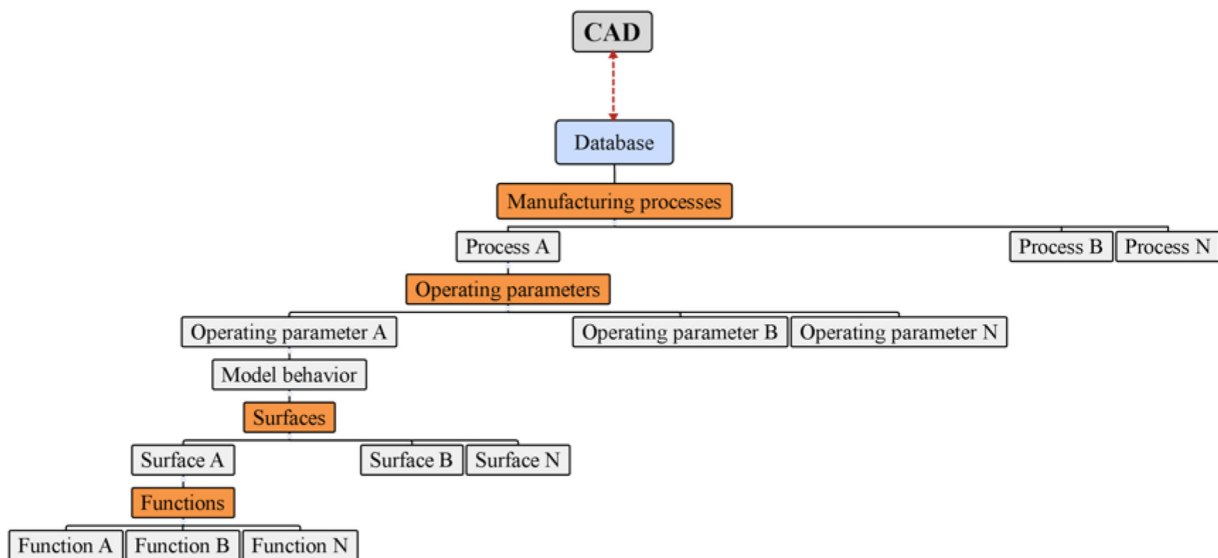 CAD
Database
Manufacturing processes
Process A
Process B
Process N
Operating parameters
Operating parameter A
Operating parameter B
Operating parameter N
Model behavior
Surfaces
Surface A
Surface B
Surface N
Functions
Function A
Function B
Function N